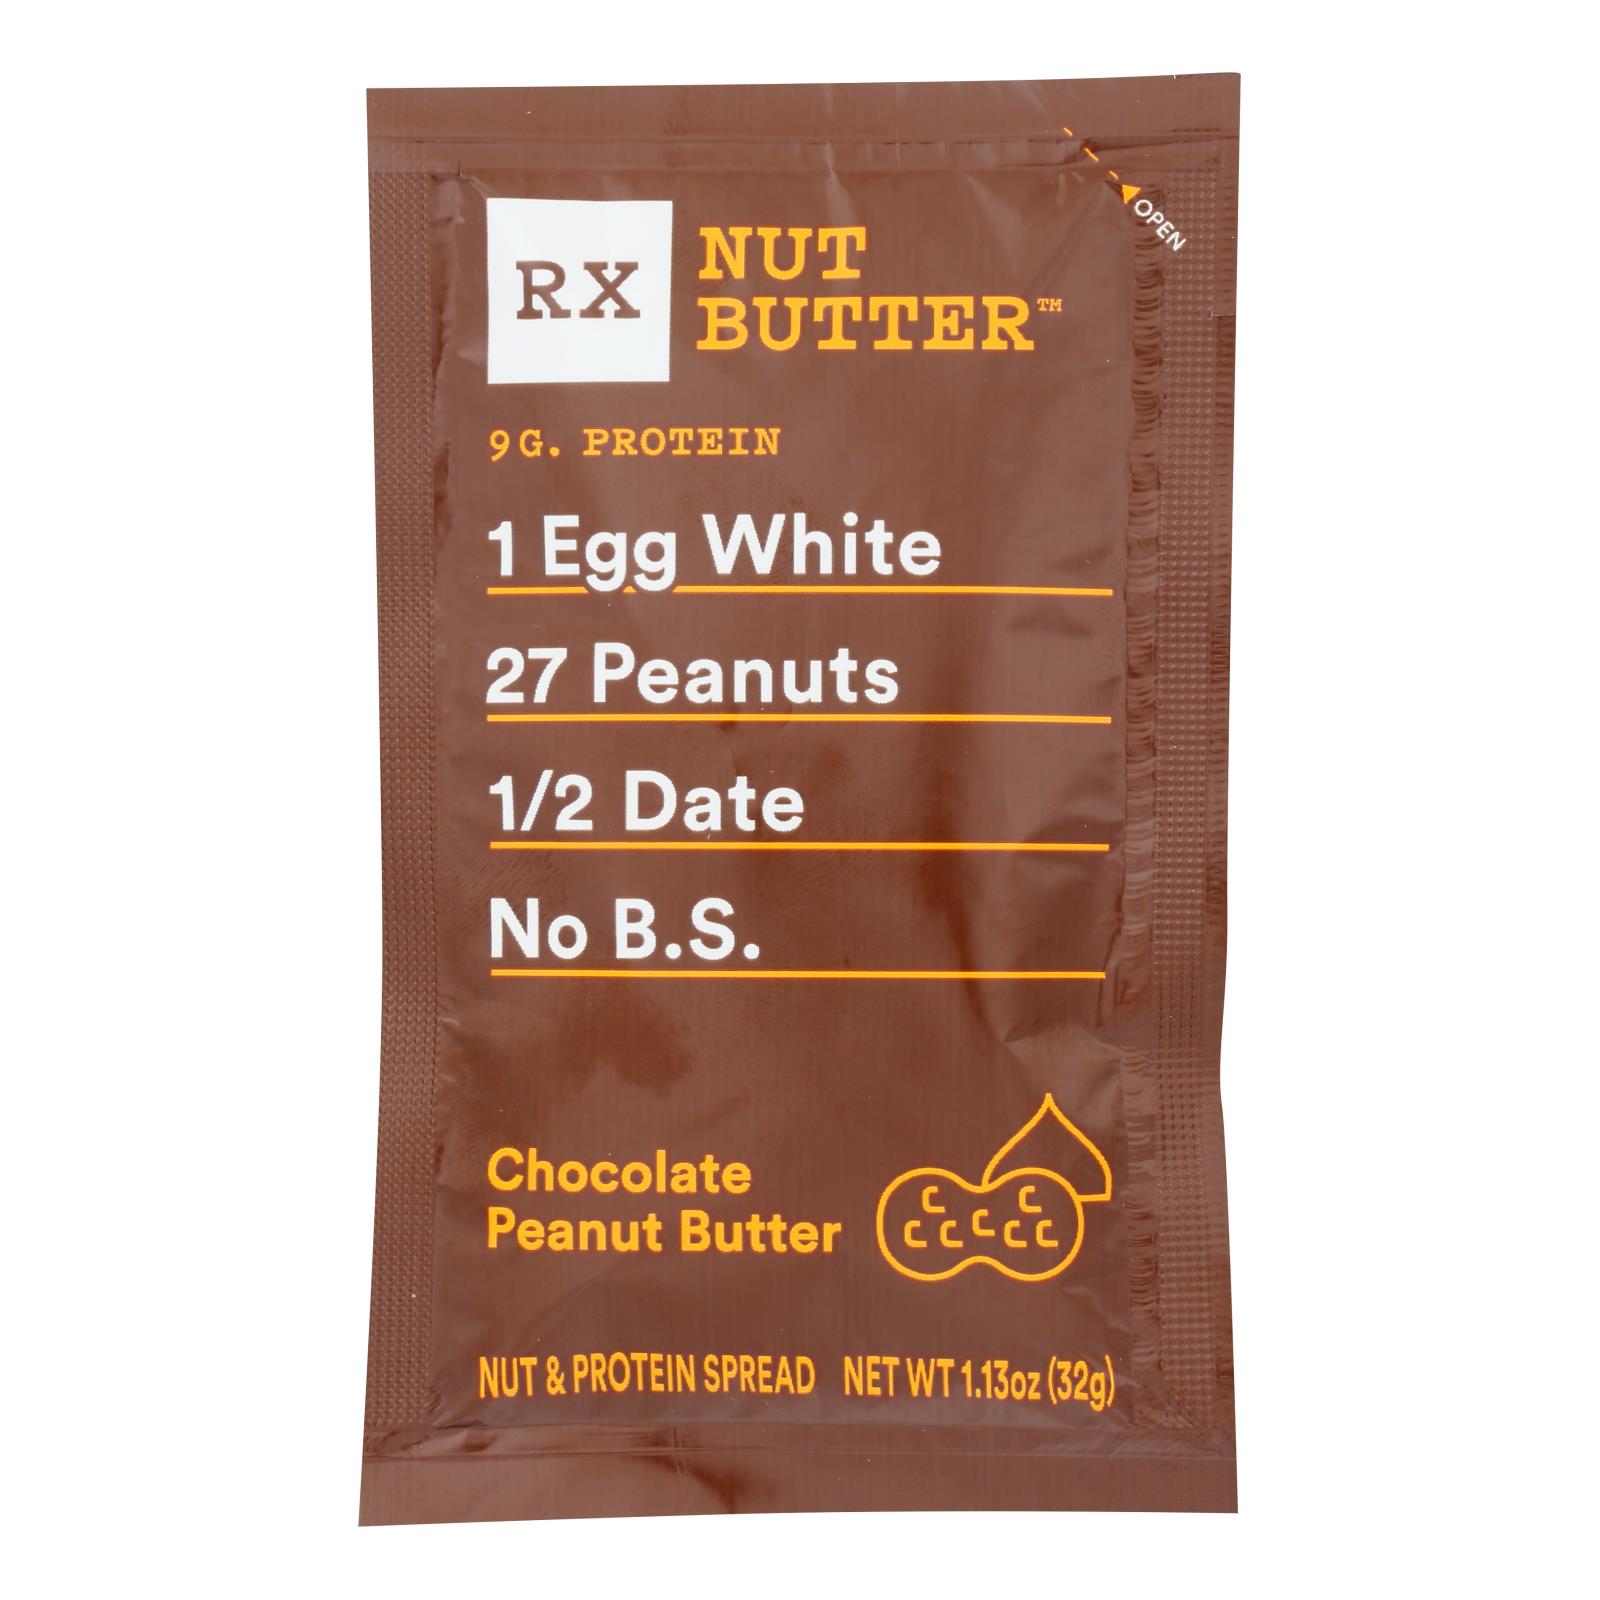 RX
NUT
BUTTER™
OPEN
9G. PROTEIN
1 Egg White
27 Peanuts
1/2 Date
No B.S.
Chocolate
Peanut Butter
C C
C C C C C
NUT & PROTEIN SPREAD NET WT 1.13oz (32g)